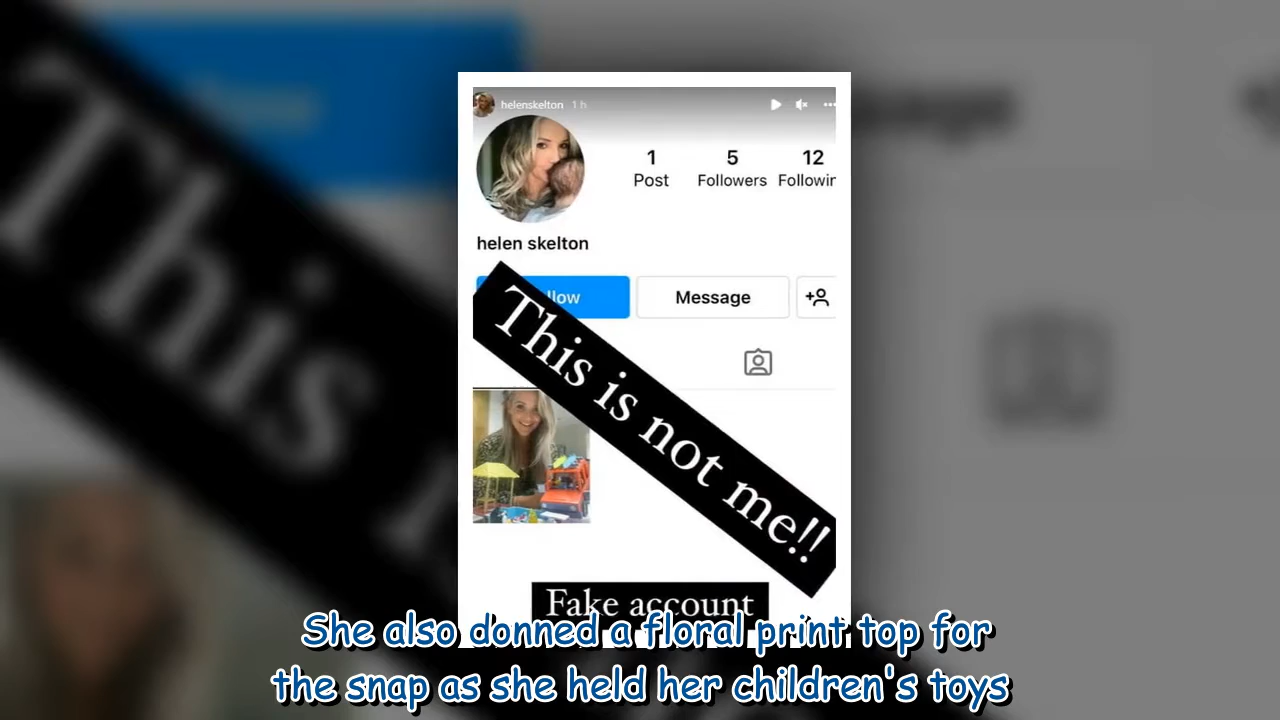 helenskelton 1 h
1 5 12
Post Followers Followin
helen skelton
llow Message
This is not me!!
Fake account
She also donned a floral print top for
the snap as she held her children's toys